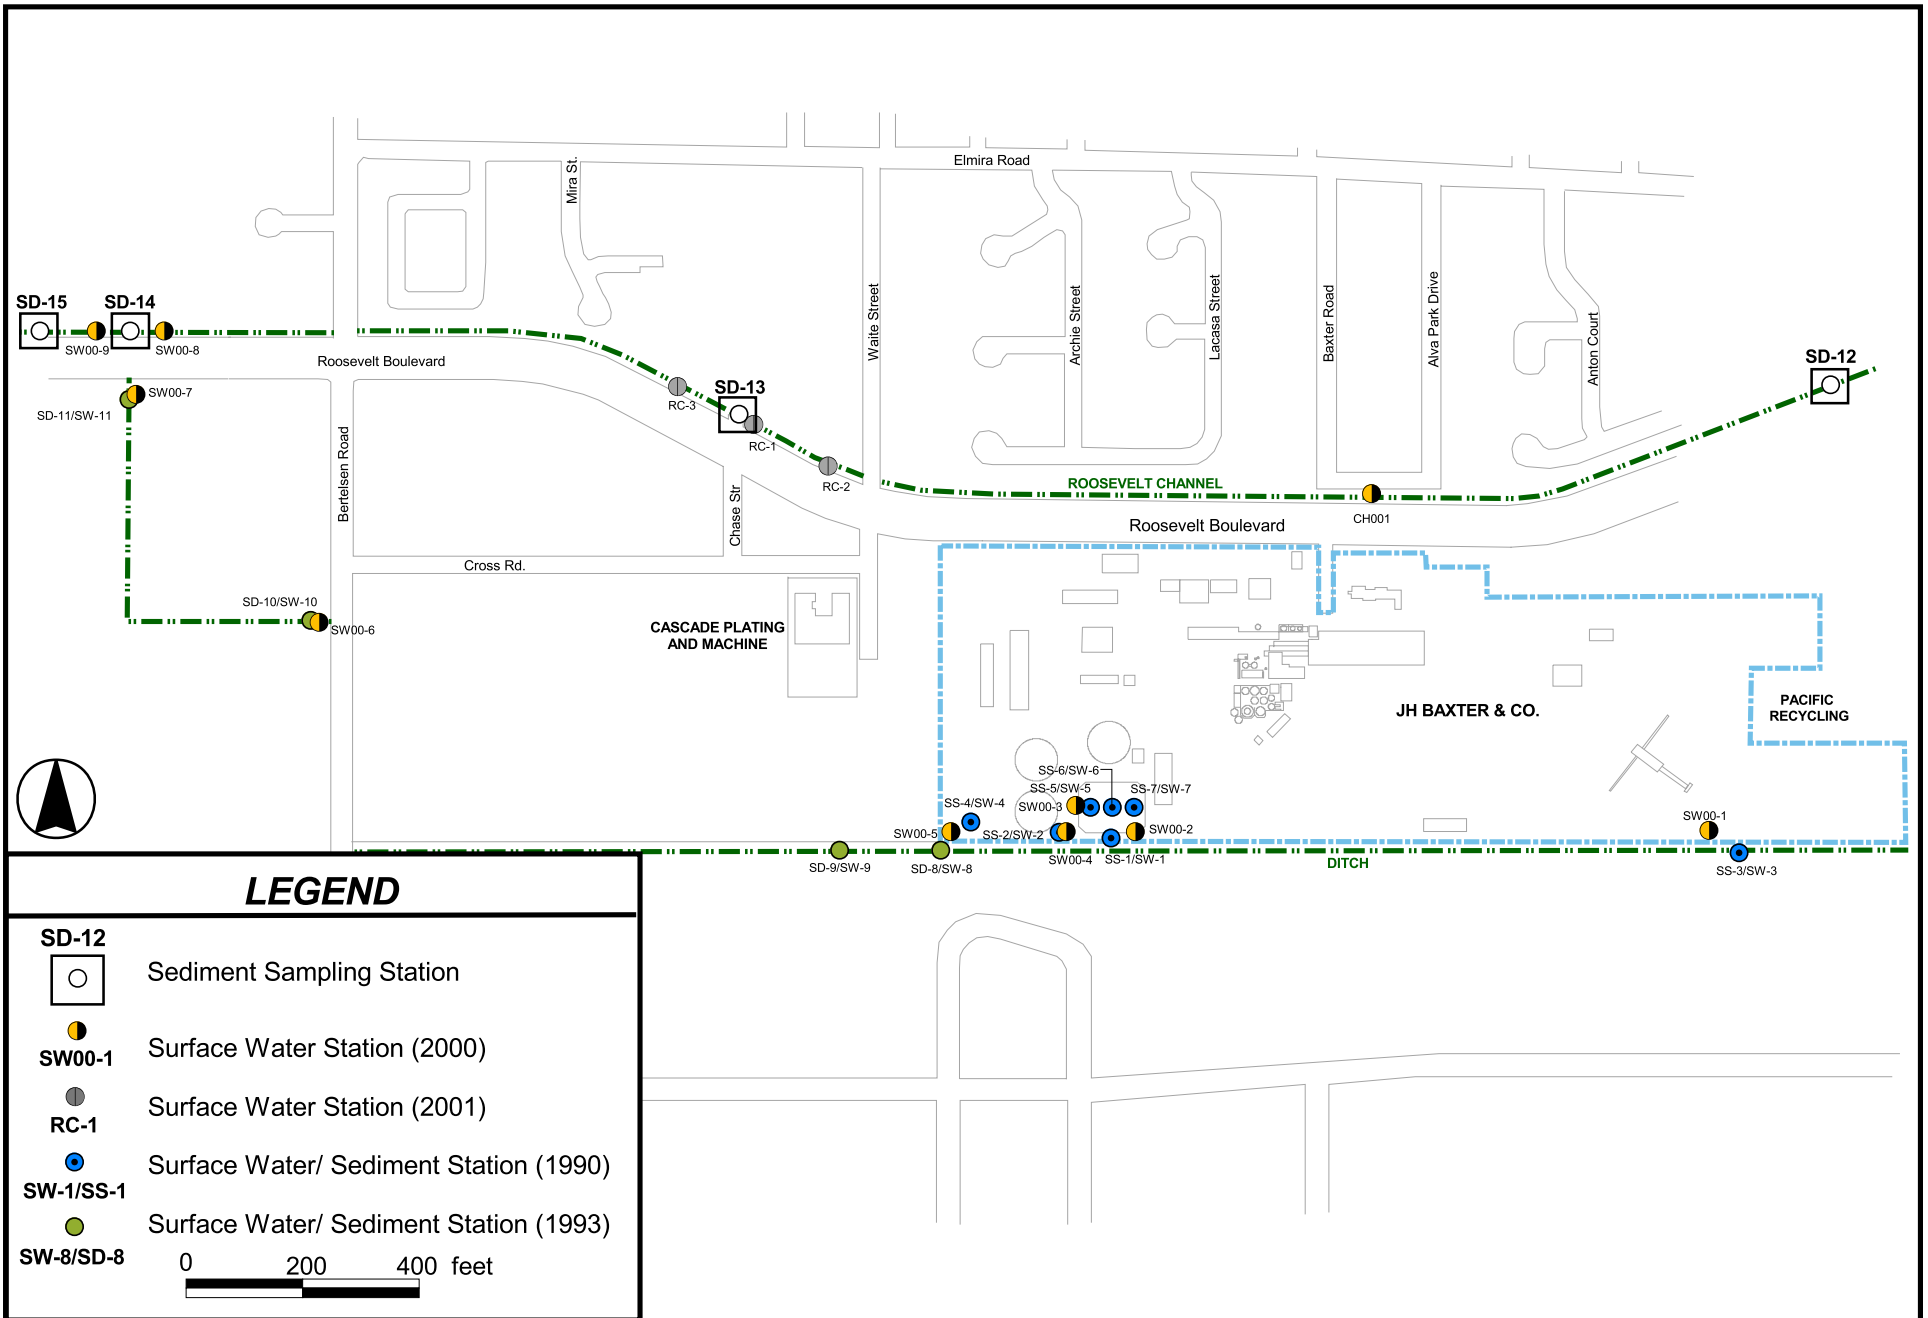 Elmira Road
Mira St.
Waite Street
Archie Street
Lacasa Street
Baxter Road
Alva Park Drive
Anton Court
SD-15
SD-14
SW00-9
SW00-8
Roosevelt Boulevard
SD-12
SD-13
RC-3
RC-1
RC-2
SW00-7
SD-11/SW-11
Bertelsen Road
Chase Str
ROOSEVELT CHANNEL
CH001
Roosevelt Boulevard
Cross Rd.
SD-10/SW-10
SW00-6
CASCADE PLATING
AND MACHINE
JH BAXTER & CO.
PACIFIC
RECYCLING
SS-6/SW-6
SS-5/SW-5
SS-7/SW-7
SS-4/SW-4
SW00-3
SW00-5
SS-2/SW-2
SW00-2
SW00-1
SW00-4
SS-1/SW-1
SD-9/SW-9
SD-8/SW-8
DITCH
SS-3/SW-3
LEGEND
SD-12
Sediment Sampling Station
SW00-1
Surface Water Station (2000)
RC-1
Surface Water Station (2001)
SW-1/SS-1
Surface Water/ Sediment Station (1990)
SW-8/SD-8
Surface Water/ Sediment Station (1993)
0 200 400 feet